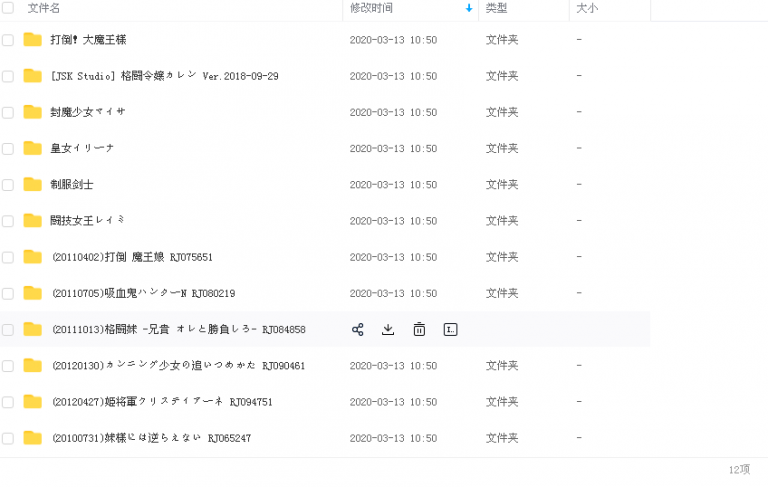 文件名 修改时间 类型 大小
打倒! 大魔王様 2020-03-13 10:50 文件夹 -
[JSK Studio] 格闘令嬢カレン Ver.2018-09-29 2020-03-13 10:50 文件夹 -
封魔少女マイサ 2020-03-13 10:50 文件夹 -
皇女イリーナ 2020-03-13 10:50 文件夹 -
制服剑士 2020-03-13 10:50 文件夹 -
闘技女王レイミ 2020-03-13 10:50 文件夹 -
(20110402)打倒 魔王娘 RJ075651 2020-03-13 10:50 文件夹 -
(20110705)吸血鬼ハンターN RJ080219 2020-03-13 10:50 文件夹 -
(20111013)格闘妹 -兄貴 オレと勝負しろ- RJ084858
(20120130)カンニング少女の追いつめかた RJ090461 2020-03-13 10:50 文件夹 -
(20120427)姫将軍クリスティアーネ RJ094751 2020-03-13 10:50 文件夹 -
(20100731)妹様には逆らえない RJ065247 2020-03-13 10:50 文件夹 -
12项